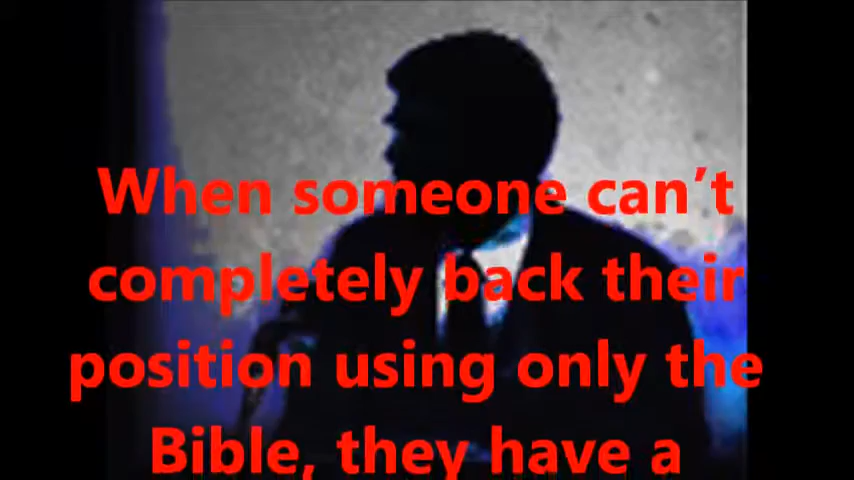 When someone can’t
completely back their
position using only the
Bible, they have a